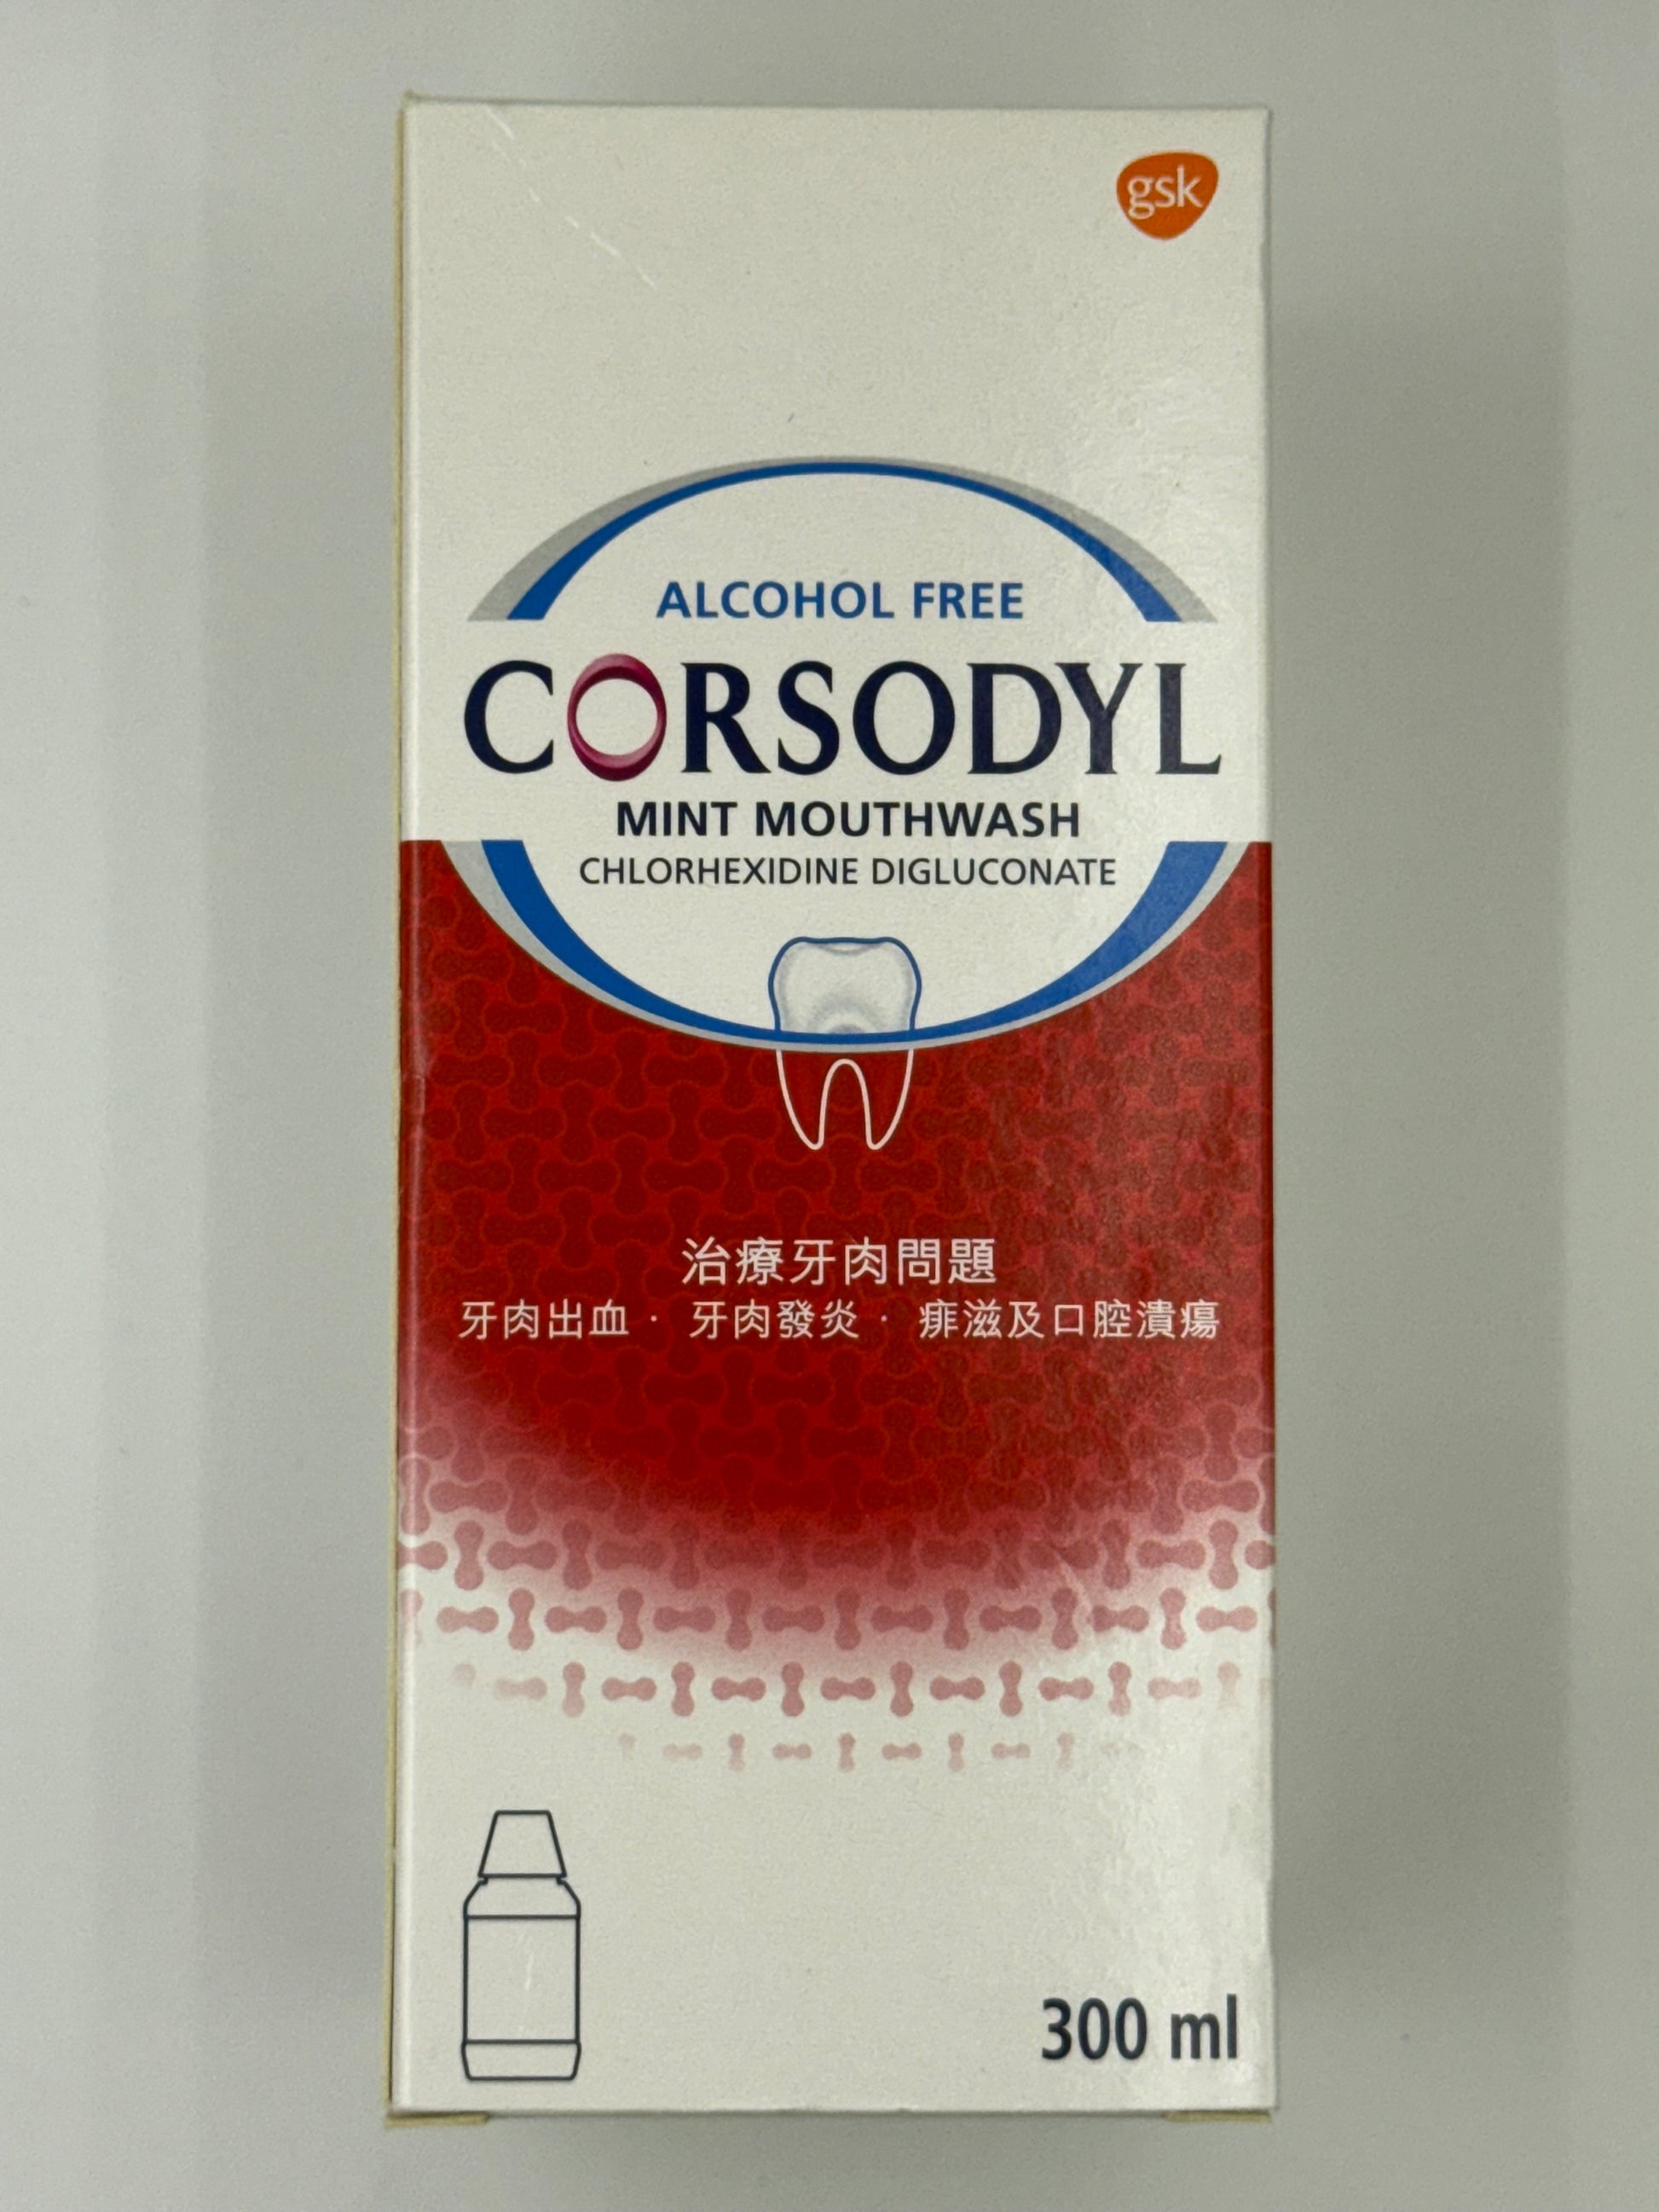 gsk
ALCOHOL FREE
CORSODYL
MINT MOUTHWASH
CHLORHEXIDINE DIGLUCONATE
治療牙肉問題
牙肉出血 · 牙肉發炎 · 痱滋及口腔潰瘍
300 ml